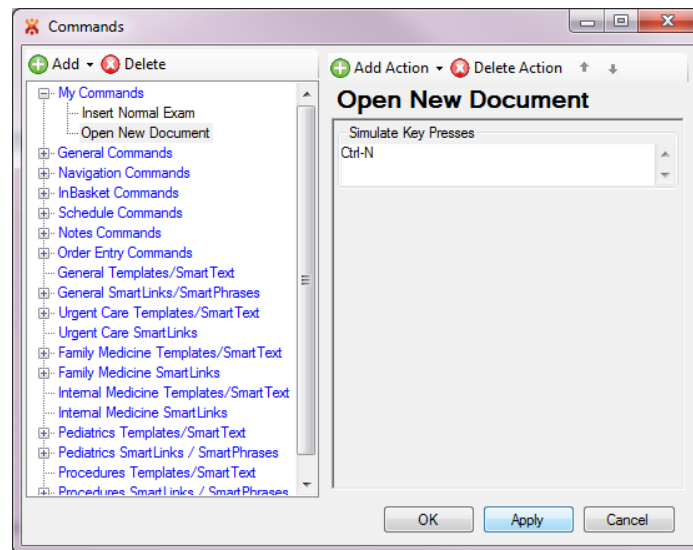 Commands
Add
Delete
My Commands
Insert Normal Exam
Open New Document
General Commands
Navigation Commands
InBasket Commands
Schedule Commands
Notes Commands
Order Entry Commands
General Templates/SmartText
General SmartLinks/SmartPhrases
Urgent Care Templates/SmartText
Urgent Care SmartLinks
Family Medicine Templates/SmartText
Family Medicine SmartLinks
Internal Medicine Templates/SmartText
Internal Medicine SmartLinks
Pediatrics Templates/SmartText
Pediatrics SmartLinks / SmartPhrases
Procedures Templates/SmartText
Procedures SmartLinks / SmartPhrases
Add Action
Delete Action
Open New Document
Simulate Key Presses
Ctrl-N
OK
Apply
Cancel